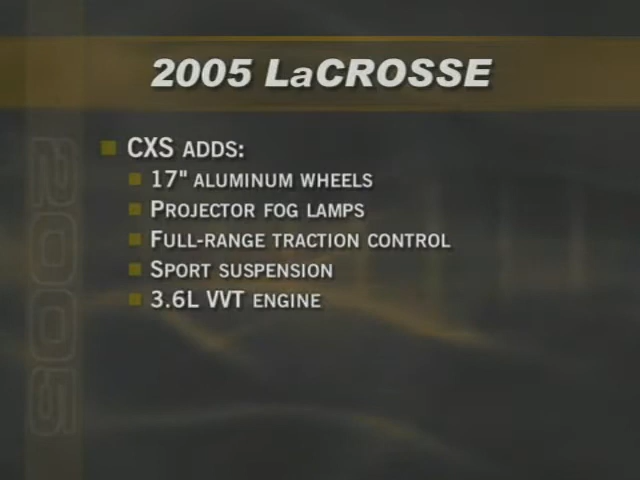 2005 LaCROSSE
CXS ADDS:
17" ALUMINUM WHEELS
PROJECTOR FOG LAMPS
FULL-RANGE TRACTION CONTROL
SPORT SUSPENSION
3.6L VVT ENGINE
2005